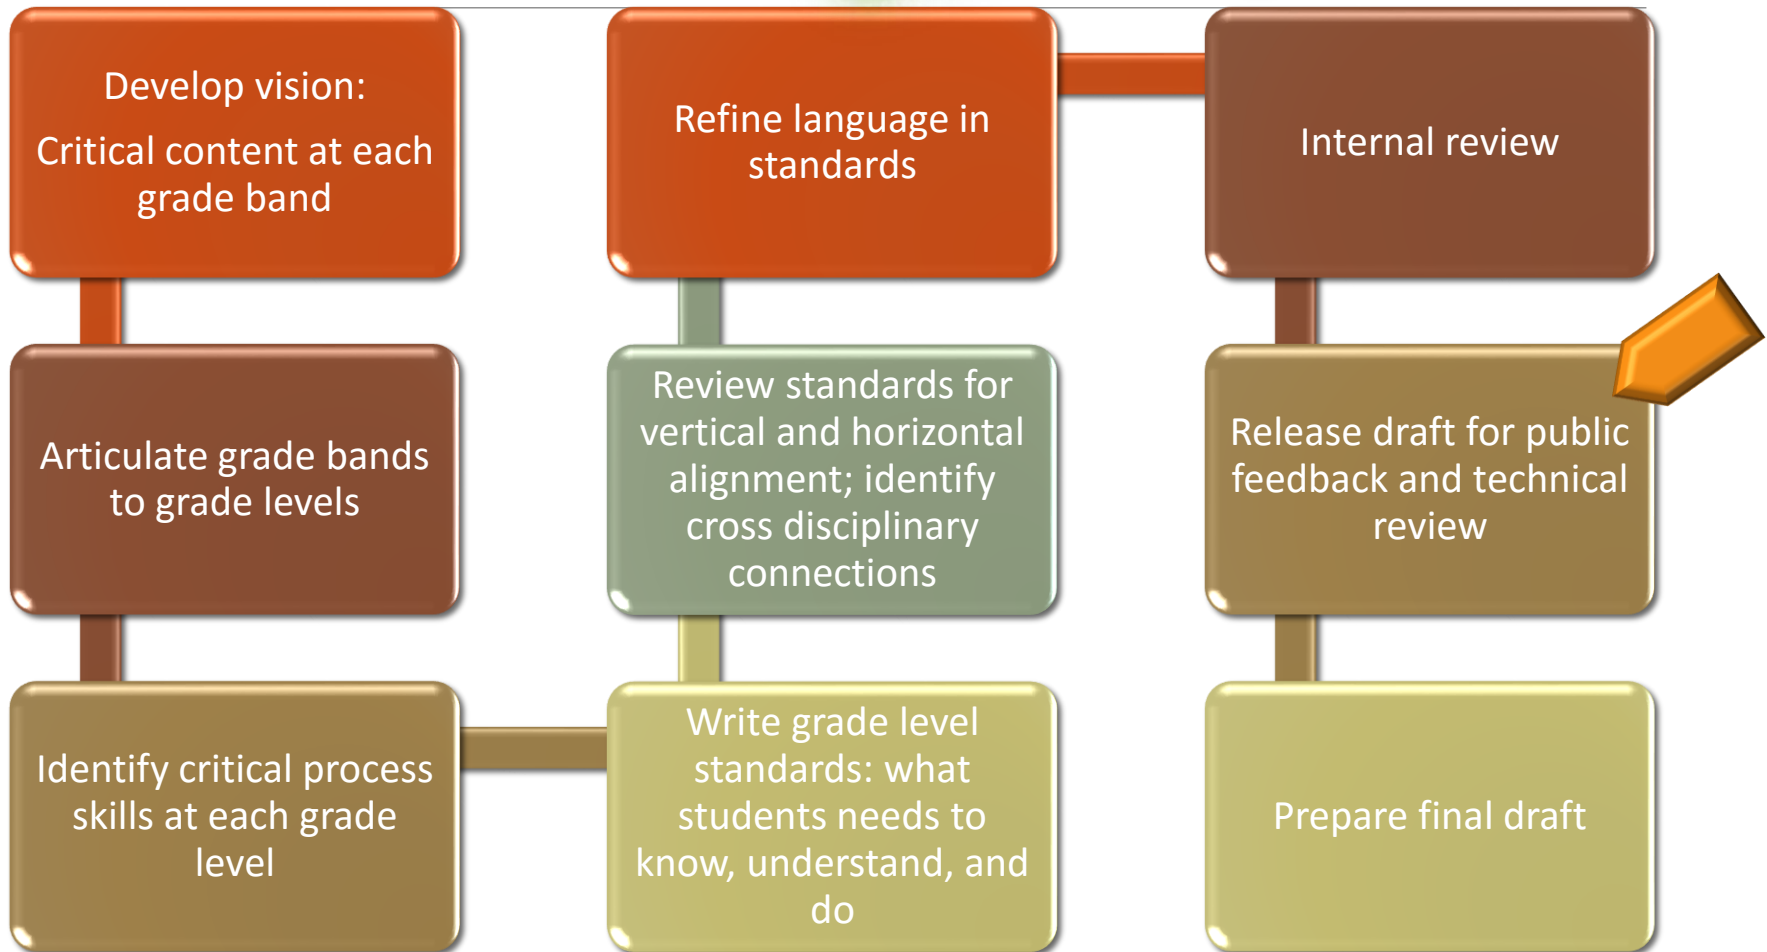 Develop vision:
Critical content at each
grade band
Articulate grade bands
to grade levels
Identify critical process
skills at each grade
level
Write grade level
standards: what
students needs to
know, understand, and
do
Review standards for
vertical and horizontal
alignment; identify
cross disciplinary
connections
Refine language in
standards
Internal review
Release draft for public
feedback and technical
review
Prepare final draft